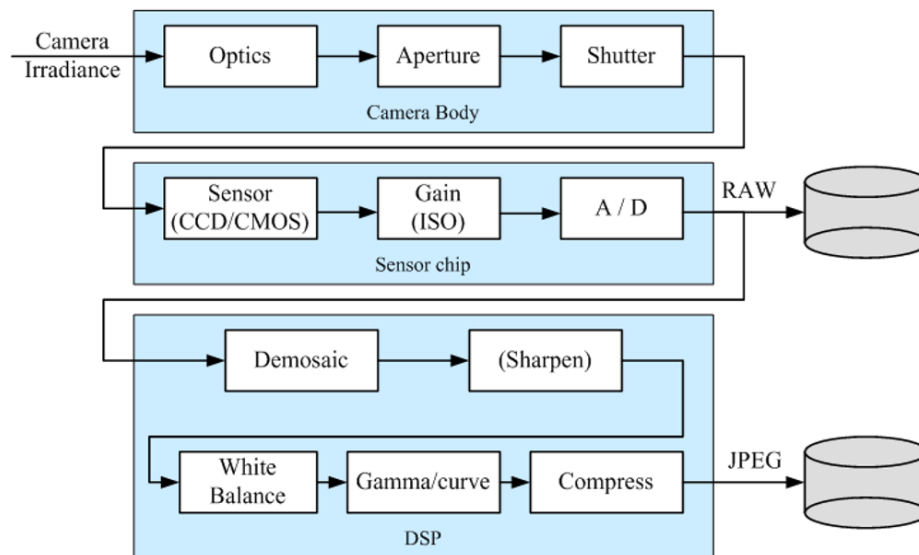 Camera
Irradiance
Optics
Aperture
Shutter
Camera Body
Sensor
(CCD/CMOS)
Gain
(ISO)
A / D
RAW
Sensor chip
Demosaic
(Sharpen)
White
Balance
Gamma/curve
Compress
JPEG
DSP